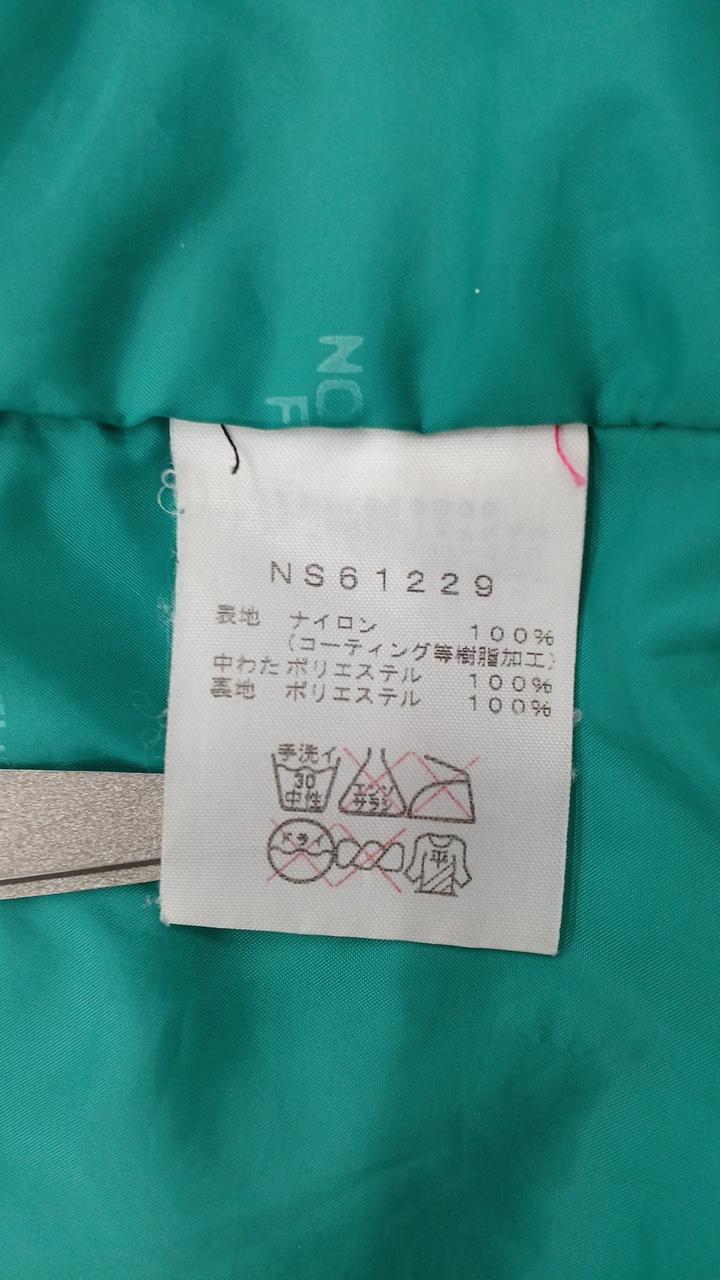 NO
F
NS61229
表地 ナイロン 100%
(コーティング等樹脂加工)
中わた ポリエステル 100%
裏地 ポリエステル 100%
手洗イ
30
中性
エンソ
サラシ
ドライ
平